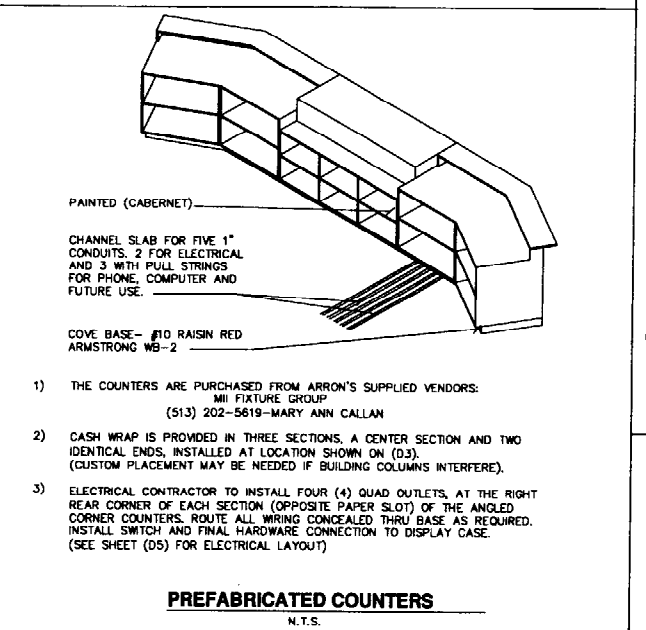 PAINTED (CABERNET)
CHANNEL SLAB FOR FIVE 1"
CONDUITS. 2 FOR ELECTRICAL
AND 3 WITH PULL STRINGS
FOR PHONE, COMPUTER AND
FUTURE USE.
COVE BASE- #10 RAISIN RED
ARMSTRONG WB-2
1) THE COUNTERS ARE PURCHASED FROM ARRON'S SUPPLIED VENDORS:
MII FIXTURE GROUP
(513) 202-5619-MARY ANN CALLAN
2) CASH WRAP IS PROVIDED IN THREE SECTIONS, A CENTER SECTION AND TWO
IDENTICAL ENDS, INSTALLED AT LOCATION SHOWN ON (D3).
(CUSTOM PLACEMENT MAY BE NEEDED IF BUILDING COLUMNS INTERFERE).
3) ELECTRICAL CONTRACTOR TO INSTALL FOUR (4) QUAD OUTLETS, AT THE RIGHT
REAR CORNER OF EACH SECTION (OPPOSITE PAPER SLOT) OF THE ANGLED
CORNER COUNTERS. ROUTE ALL WIRING CONCEALED THRU BASE AS REQUIRED.
INSTALL SWITCH AND FINAL HARDWARE CONNECTION TO DISPLAY CASE.
(SEE SHEET (D5) FOR ELECTRICAL LAYOUT)
PREFABRICATED COUNTERS
N.T.S.